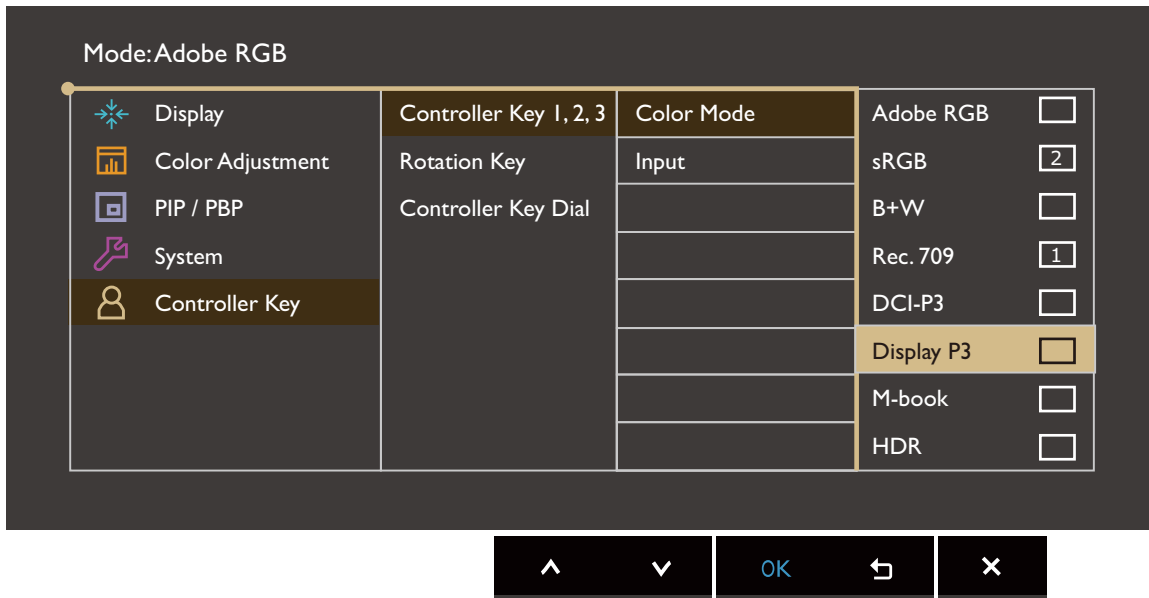 Mode: Adobe RGB
Display
Color Adjustment
PIP / PBP
System
Controller Key
Controller Key 1, 2, 3
Rotation Key
Controller Key Dial
Color Mode
Input
Adobe RGB
sRGB 2
B+W
Rec. 709 1
DCI-P3
Display P3
M-book
HDR
OK